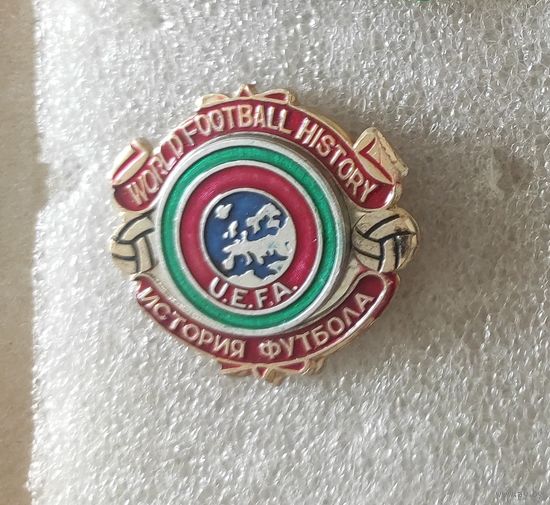 WORLD FOOTBALL HISTORY
U.E.F.A.
ИСТОРИЯ ФУТБОЛА